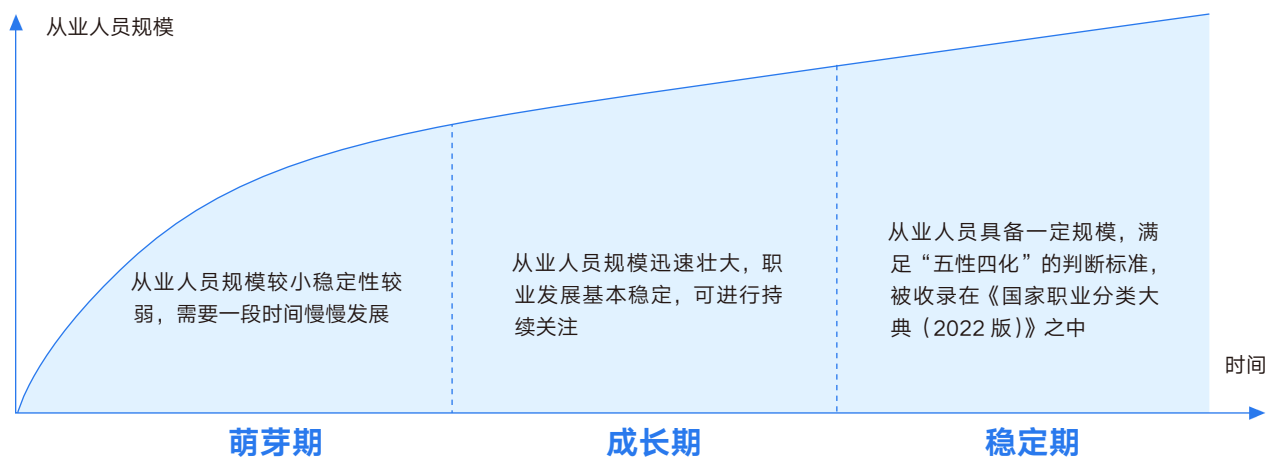 从业人员规模
从业人员规模较小稳定性较
弱，需要一段时间慢慢发展
从业人员规模迅速壮大，职
业发展基本稳定，可进行持
续关注
从业人员具备一定规模，满
足“五性四化”的判断标准，
被收录在《国家职业分类大
典（2022 版)》之中
时间
萌芽期
成长期
稳定期